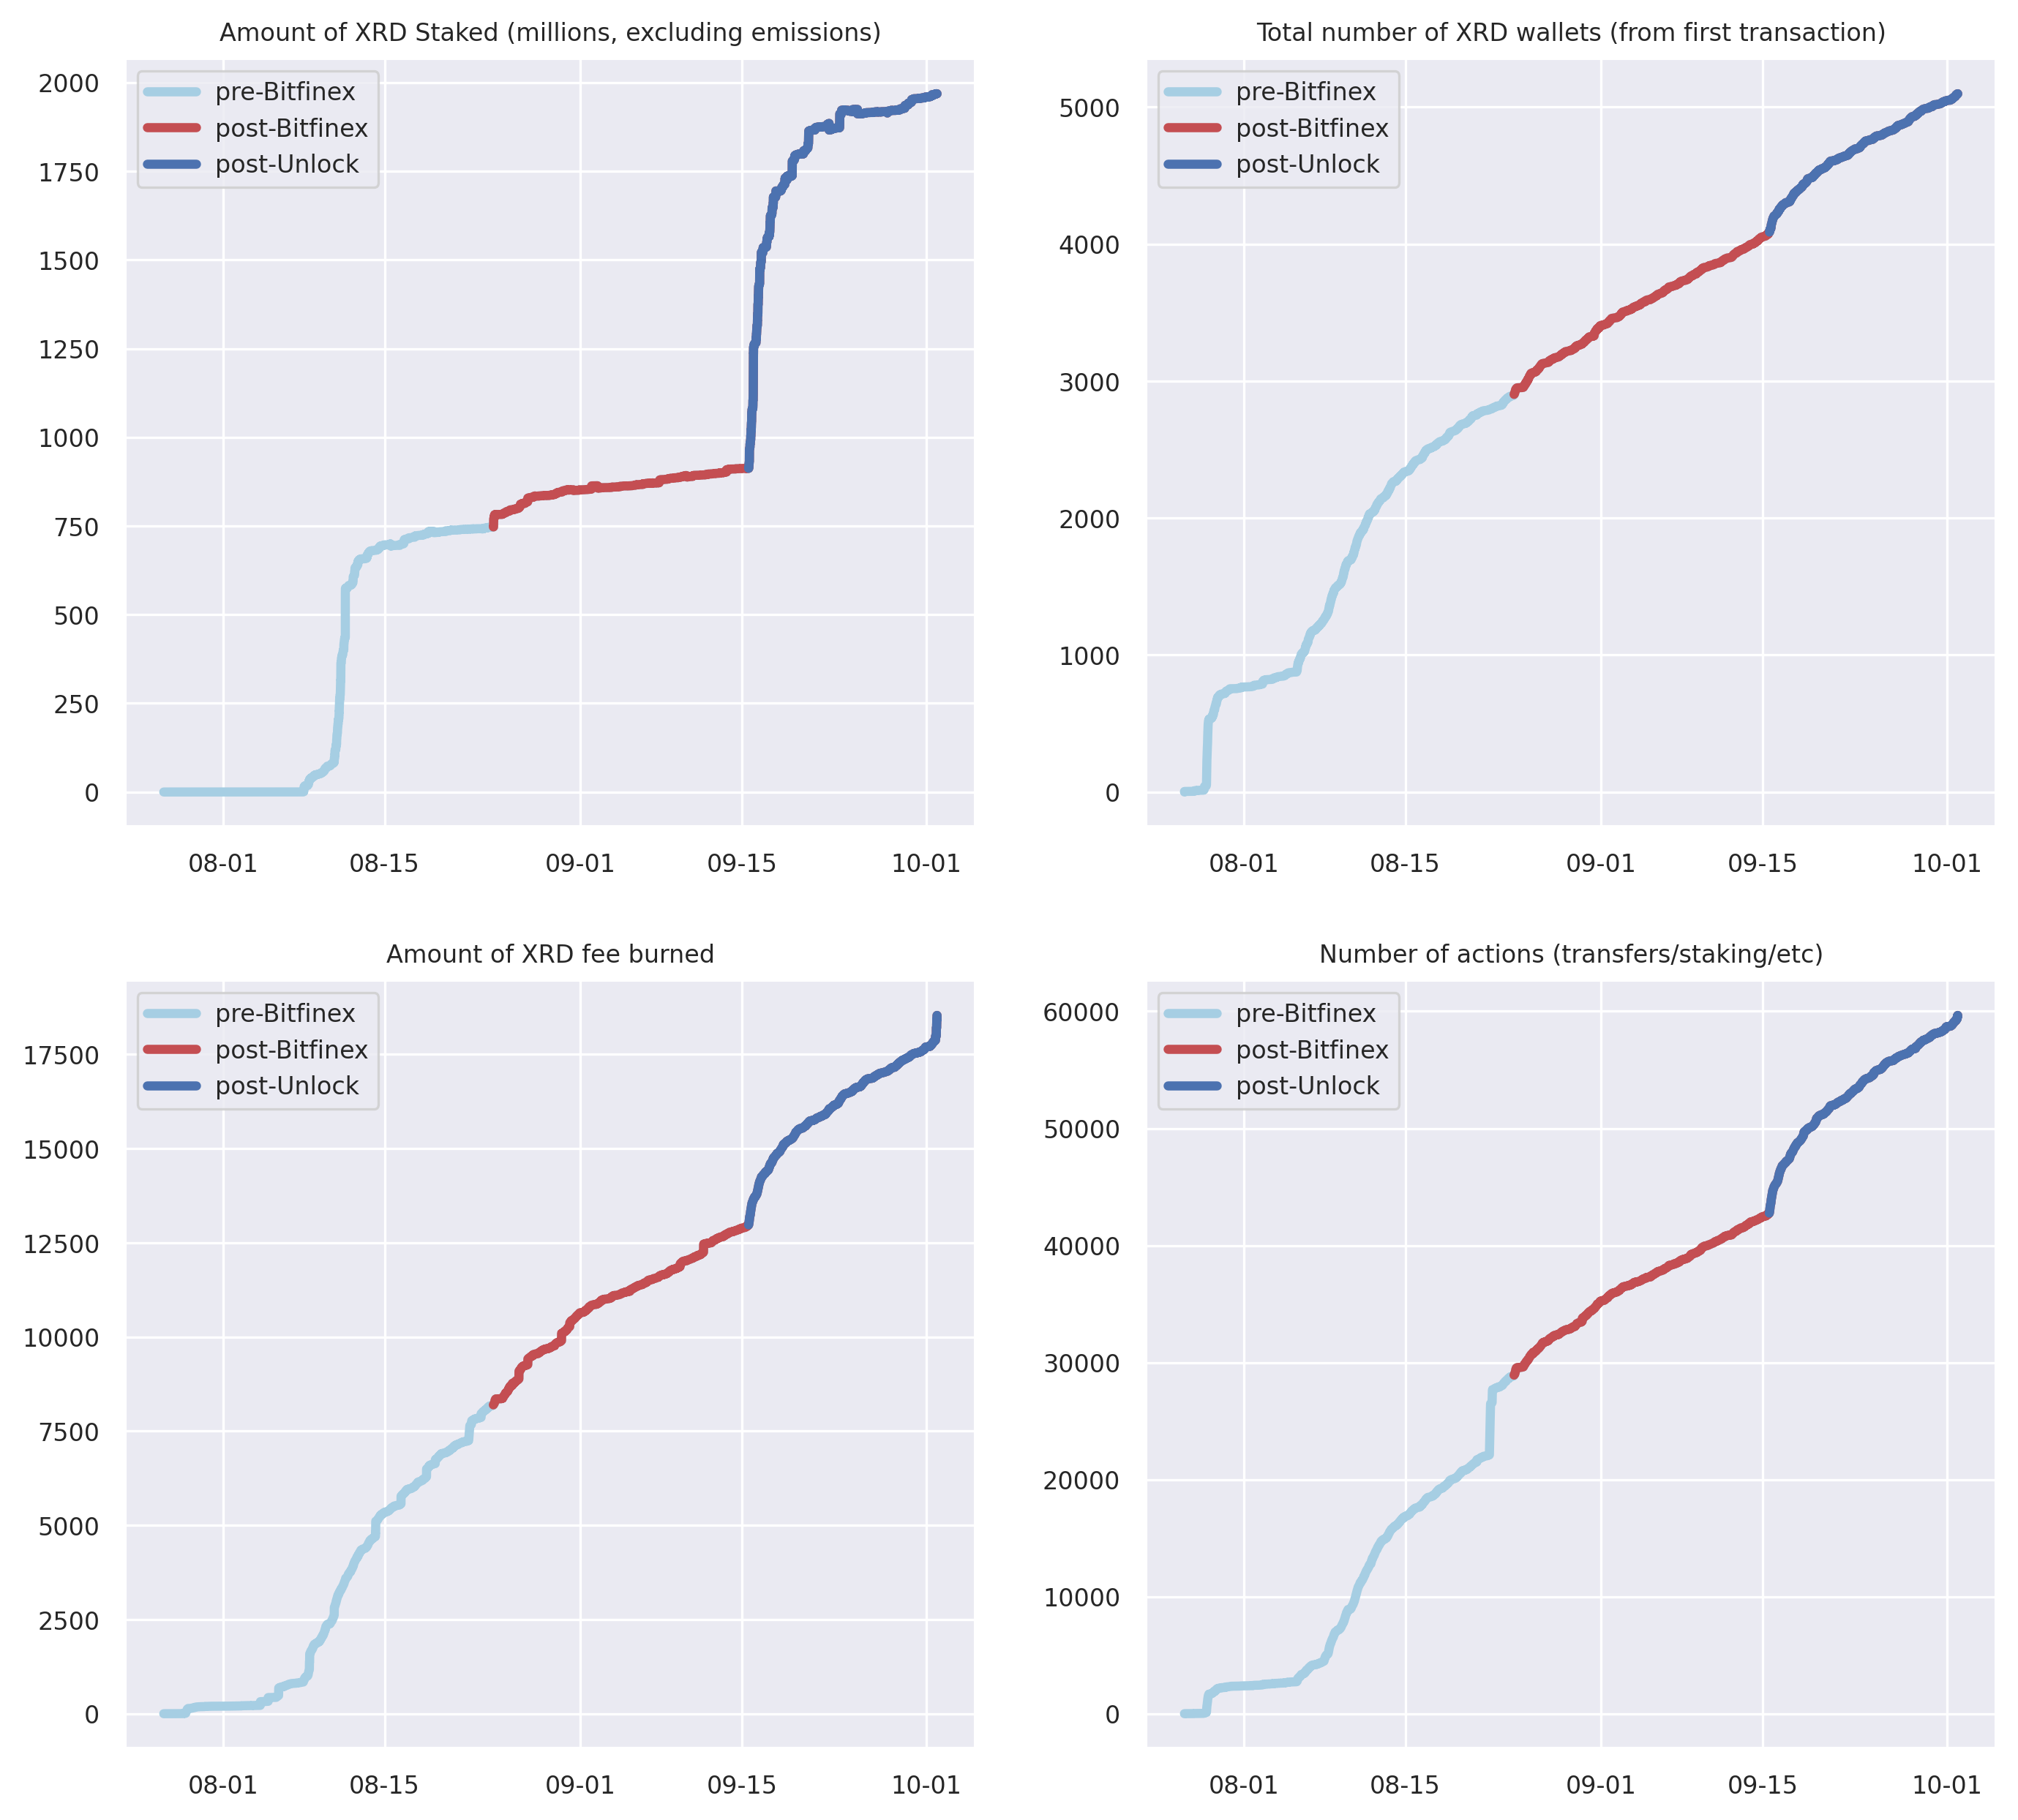 Amount of XRD Staked (millions, excluding emissions)
pre-Bitfinex
post-Bitfinex
post-Unlock
2000
1750
1500
1250
1000
750
500
250
0
08-01 08-15 09-01 09-15 10-01
Total number of XRD wallets (from first transaction)
pre-Bitfinex
post-Bitfinex
post-Unlock
5000
4000
3000
2000
1000
0
08-01 08-15 09-01 09-15 10-01
Amount of XRD fee burned
pre-Bitfinex
post-Bitfinex
post-Unlock
17500
15000
12500
10000
7500
5000
2500
0
08-01 08-15 09-01 09-15 10-01
Number of actions (transfers/staking/etc)
pre-Bitfinex
post-Bitfinex
post-Unlock
60000
50000
40000
30000
20000
10000
0
08-01 08-15 09-01 09-15 10-01